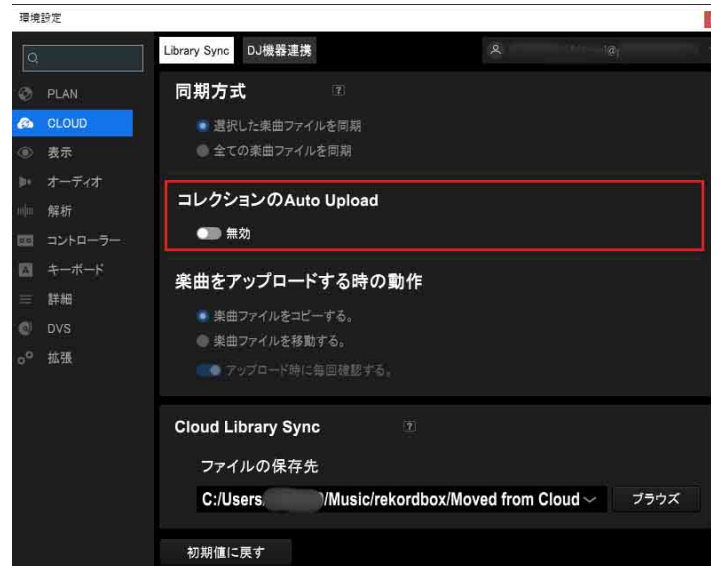 環境設定
Library Sync DJ機器連携
PLAN
CLOUD
表示
オーディオ
解析
コントローラー
キーボード
詳細
DVS
拡張
同期方式 ?
選択した楽曲ファイルを同期
全ての楽曲ファイルを同期
コレクションのAuto Upload
無効
楽曲をアップロードする時の動作
楽曲ファイルをコピーする。
楽曲ファイルを移動する。
アップロード時に毎回確認する。
Cloud Library Sync ?
ファイルの保存先
C:/Users /Music/rekordbox/Moved from Cloud
ブラウズ
初期値に戻す